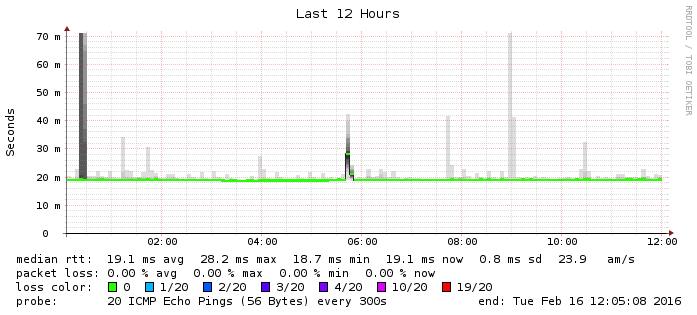 Last 12 Hours
RRDTOOL / TOBI OETIKER
Seconds
70 m
60 m
50 m
40 m
30 m
20 m
10 m
0
02:00 04:00 06:00 08:00 10:00 12:00
median rtt: 19.1 ms avg 28.2 ms max 18.7 ms min 19.1 ms now 0.8 ms sd 23.9 am/s
packet loss: 0.00 % avg 0.00 % max 0.00 % min 0.00 % now
loss color: 0 1/20 2/20 3/20 4/20 10/20 19/20
probe: 20 ICMP Echo Pings (56 Bytes) every 300s end: Tue Feb 16 12:05:08 2016